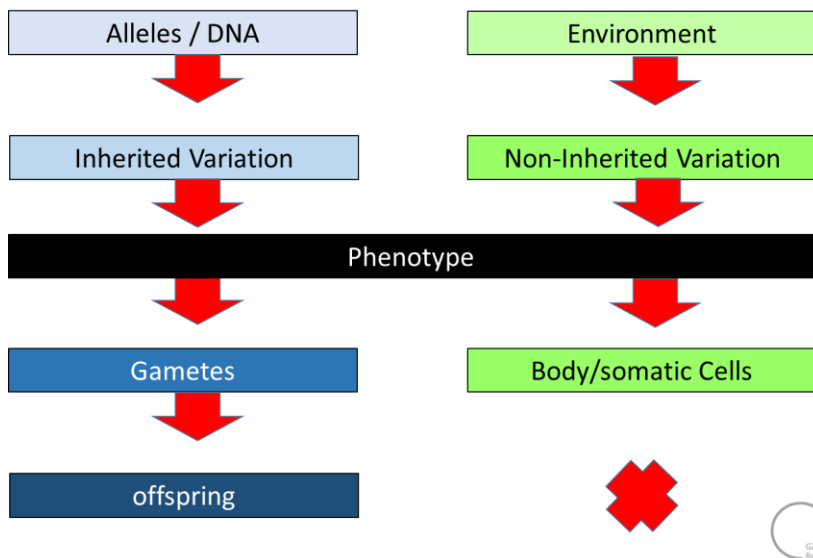 Alleles / DNA
Environment
Inherited Variation
Non-Inherited Variation
Phenotype
Gametes
Body/somatic Cells
offspring